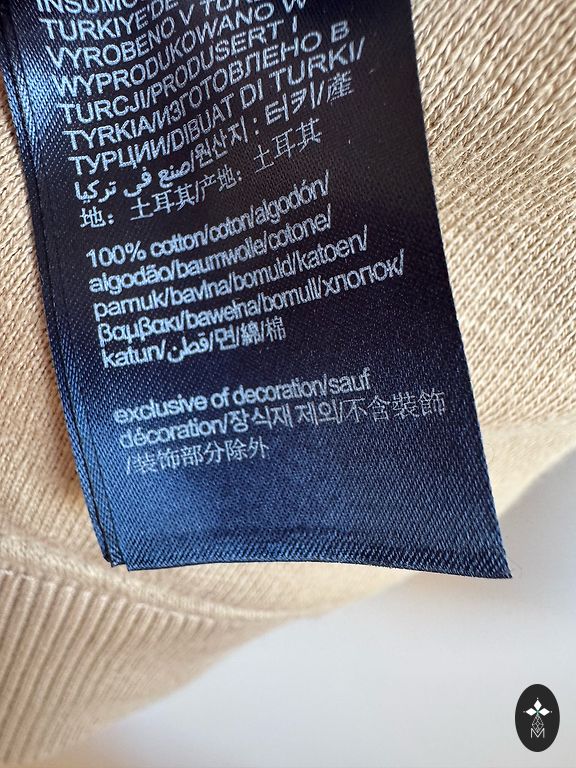 INSUMO
TURKIYE'DE
VYROBENO V TUR
WYPRODUKOWANO W
TURCJI/PRODUSERT I
TYRKIA/ИЗГОТОВЛЕНО В
ТУРЦИИ/DIBUAT DI TURKI/
صنع في تركيا/원산지 : 터키/產
地: 土耳其/产地: 土耳其
100% cotton/coton/algodón/
algodão/baumwolle/cotone/
pamuk/bavlna/bomuld/katoen/
βαμβακι/bawełna/bomull/хлопок/
katun/قطن/면/綿/棉
exclusive of decoration/sauf
décoration/장식재 제외/不含裝飾
/装饰部分除外
M